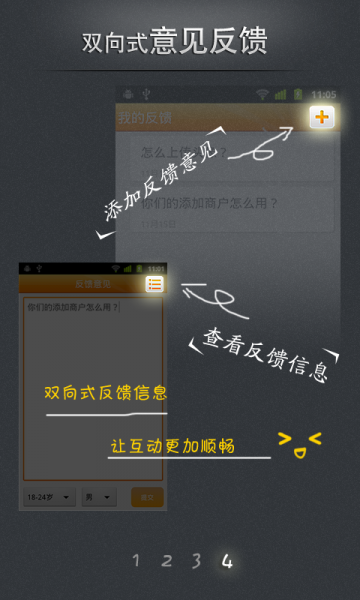 双向式意见反馈
11:05
我的反馈
怎么上传
添加反馈意见
你们的添加商户怎么用？
11月15日
11:01
反馈意见
你们的添加商户怎么用？
查看反馈信息
双向式反馈信息
让互动更加顺畅
18-24岁
男
提交
1 2 3 4